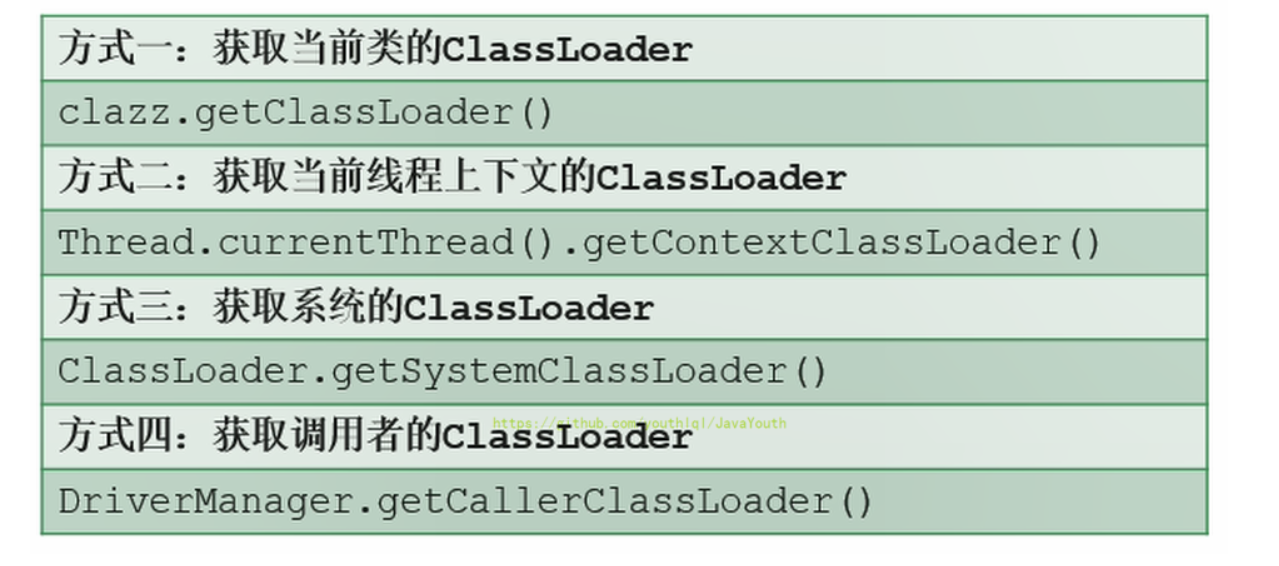 方式一：获取当前类的ClassLoader
clazz.getClassLoader()
方式二：获取当前线程上下文的ClassLoader
Thread.currentThread().getContextClassLoader()
方式三：获取系统的ClassLoader
ClassLoader.getSystemClassLoader()
https://github.com/youthlql/JavaYouth
方式四：获取调用者的ClassLoader
DriverManager.getCallerClassLoader()